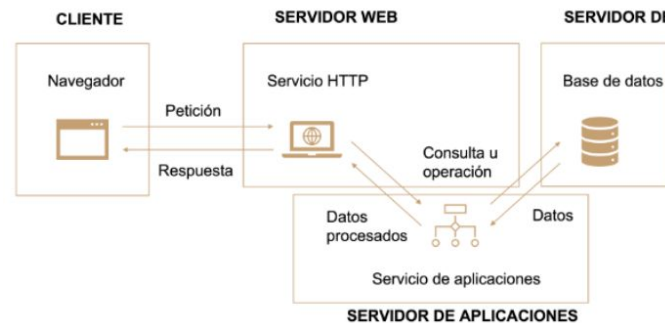 CLIENTE
SERVIDOR WEB
SERVIDOR
Navegador
Servicio HTTP
Base de datos
Petición
Respuesta
Consulta u
operación
Datos
procesados
Datos
Servicio de aplicaciones
SERVIDOR DE APLICACIONES